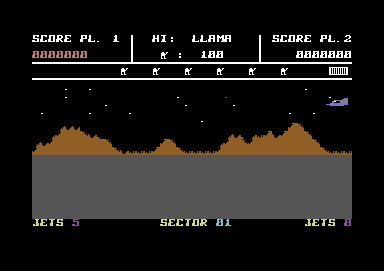 SCORE PL. 1 HI: LLAMA SCORE PL.2
0000000 : 100 0000000
JETS 5 SECTOR 01 JETS 0